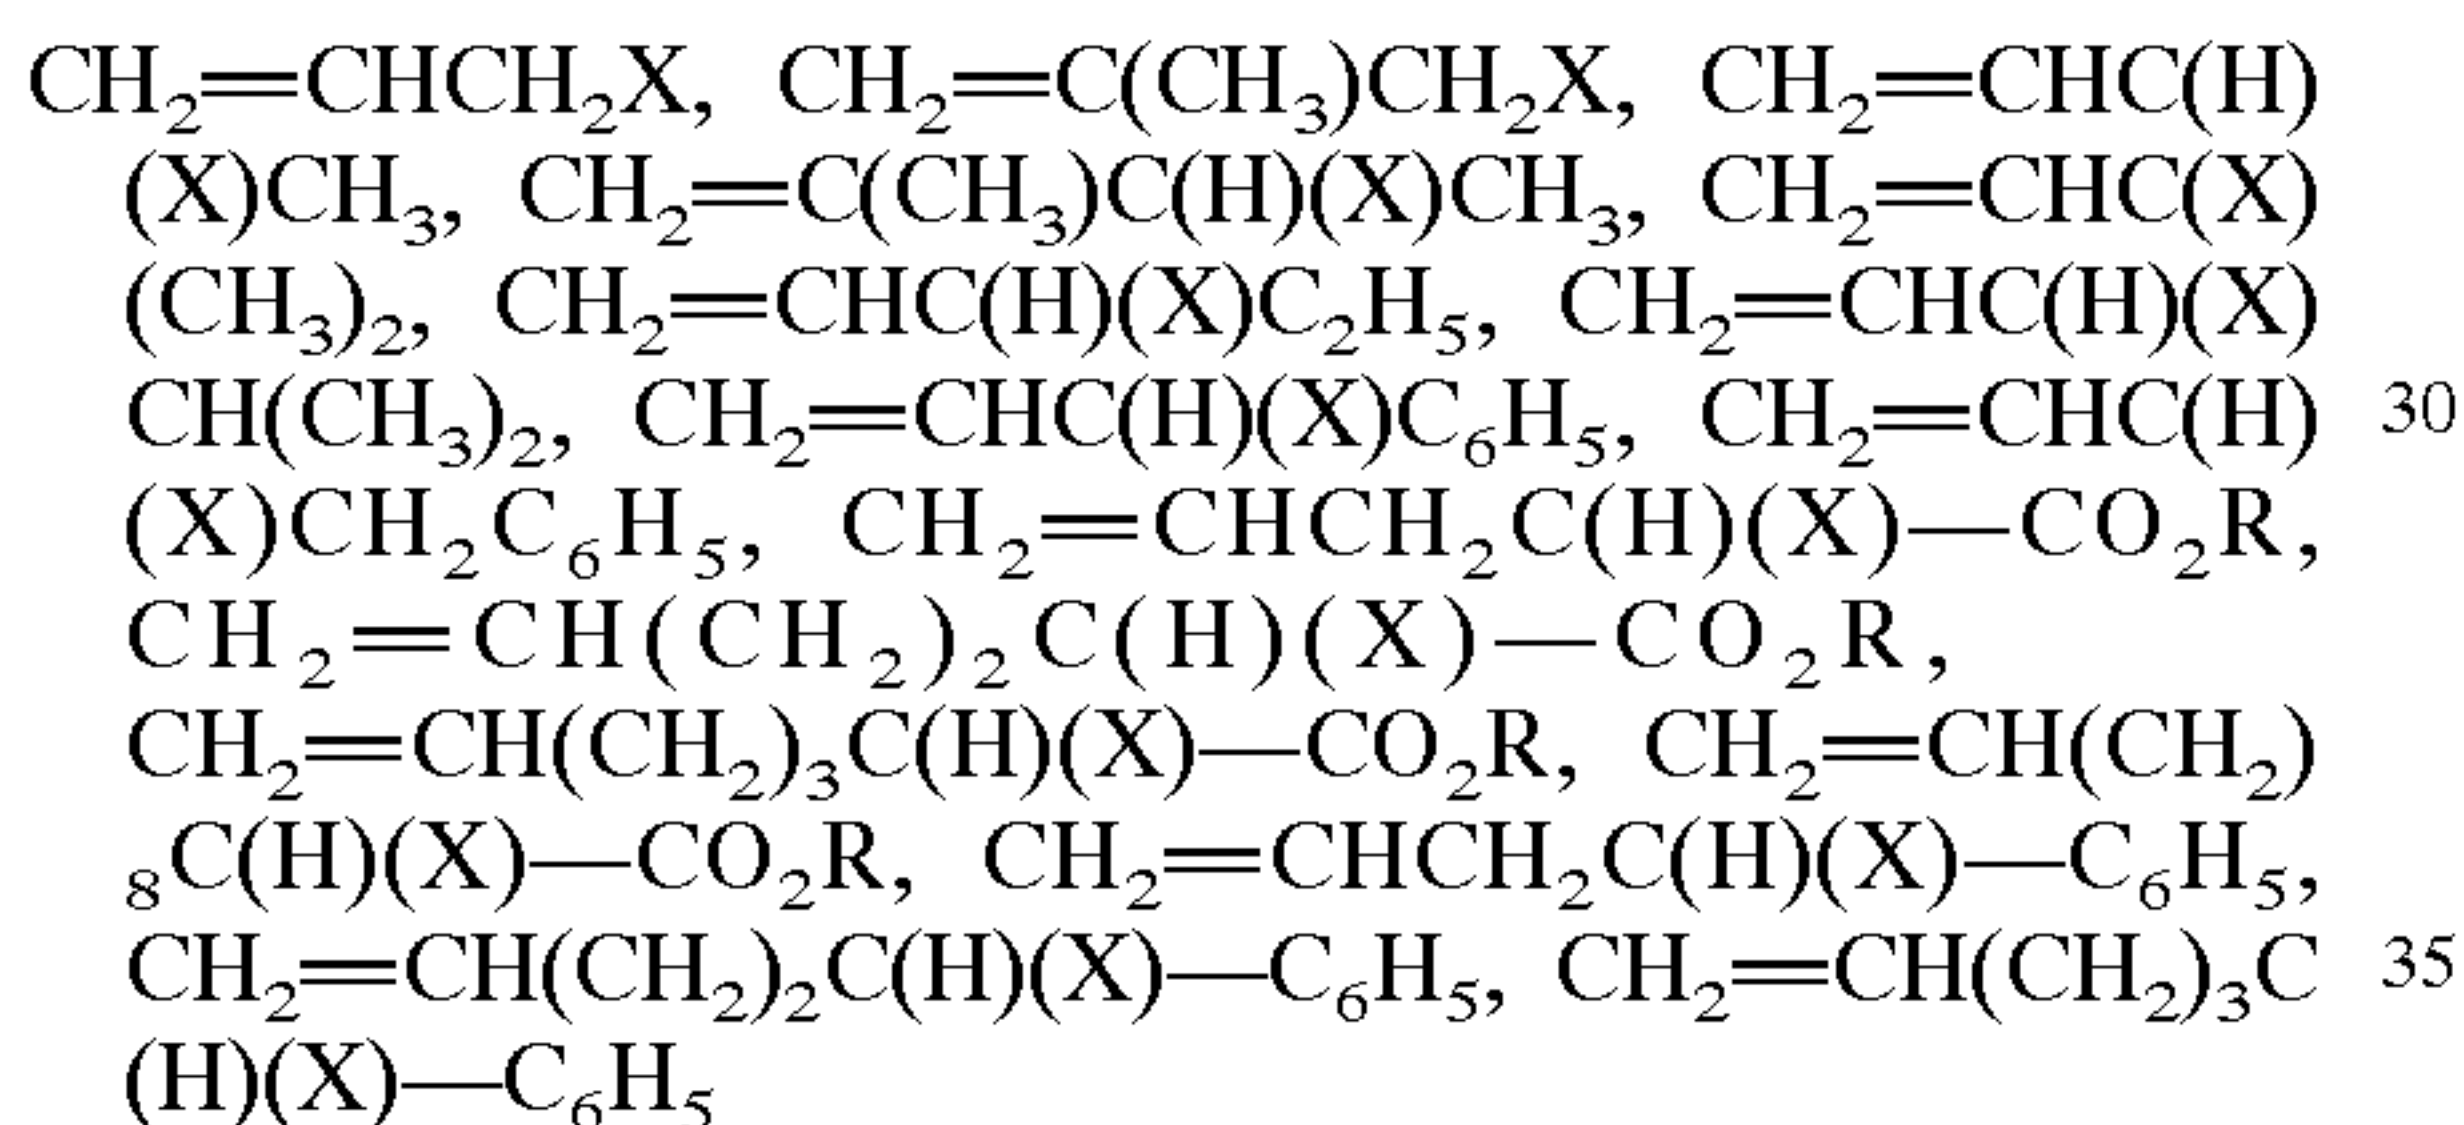 CH₂=CHCH₂X, CH₂=C(CH₃)CH₂X, CH₂=CHC(H)
(X)CH₃, CH₂=C(CH₃)C(H)(X)CH₃, CH₂=CHC(X)
(CH₃)₂, CH₂=CHC(H)(X)C₂H₅, CH₂=CHC(H)(X)
CH(CH₃)₂, CH₂=CHC(H)(X)C₆H₅, CH₂=CHC(H) 30
(X)CH₂C₆H₅, CH₂=CHCH₂C(H)(X)—CO₂R,
CH₂=CH(CH₂)₂C(H)(X)—CO₂R,
CH₂=CH(CH₂)₃C(H)(X)—CO₂R, CH₂=CH(CH₂)
₈C(H)(X)—CO₂R, CH₂=CHCH₂C(H)(X)—C₆H₅,
CH₂=CH(CH₂)₂C(H)(X)—C₆H₅, CH₂=CH(CH₂)₃C 35
(H)(X)—C₆H₅